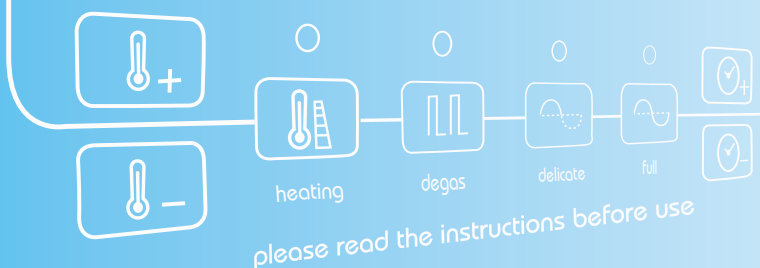 heating
degas
delicate
full
please read the instructions before use